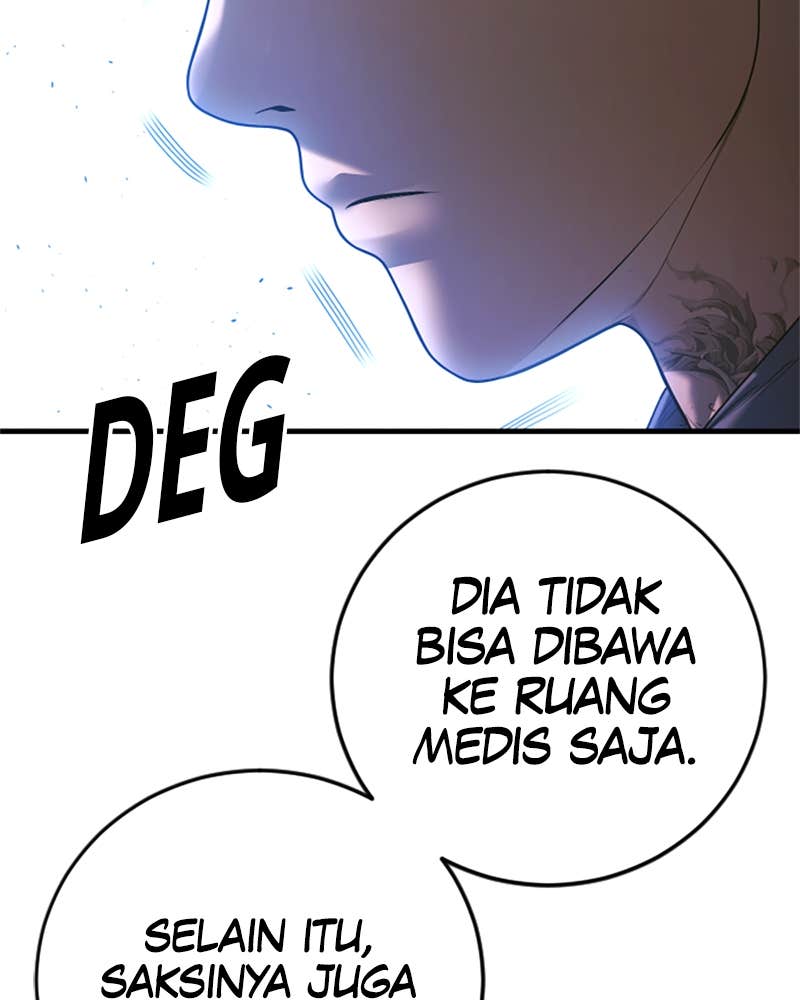 DEG
DIA TIDAK
BISA DIBAWA
KE RUANG
MEDIS SAJA.
SELAIN ITU,
SAKSINYA JUGA